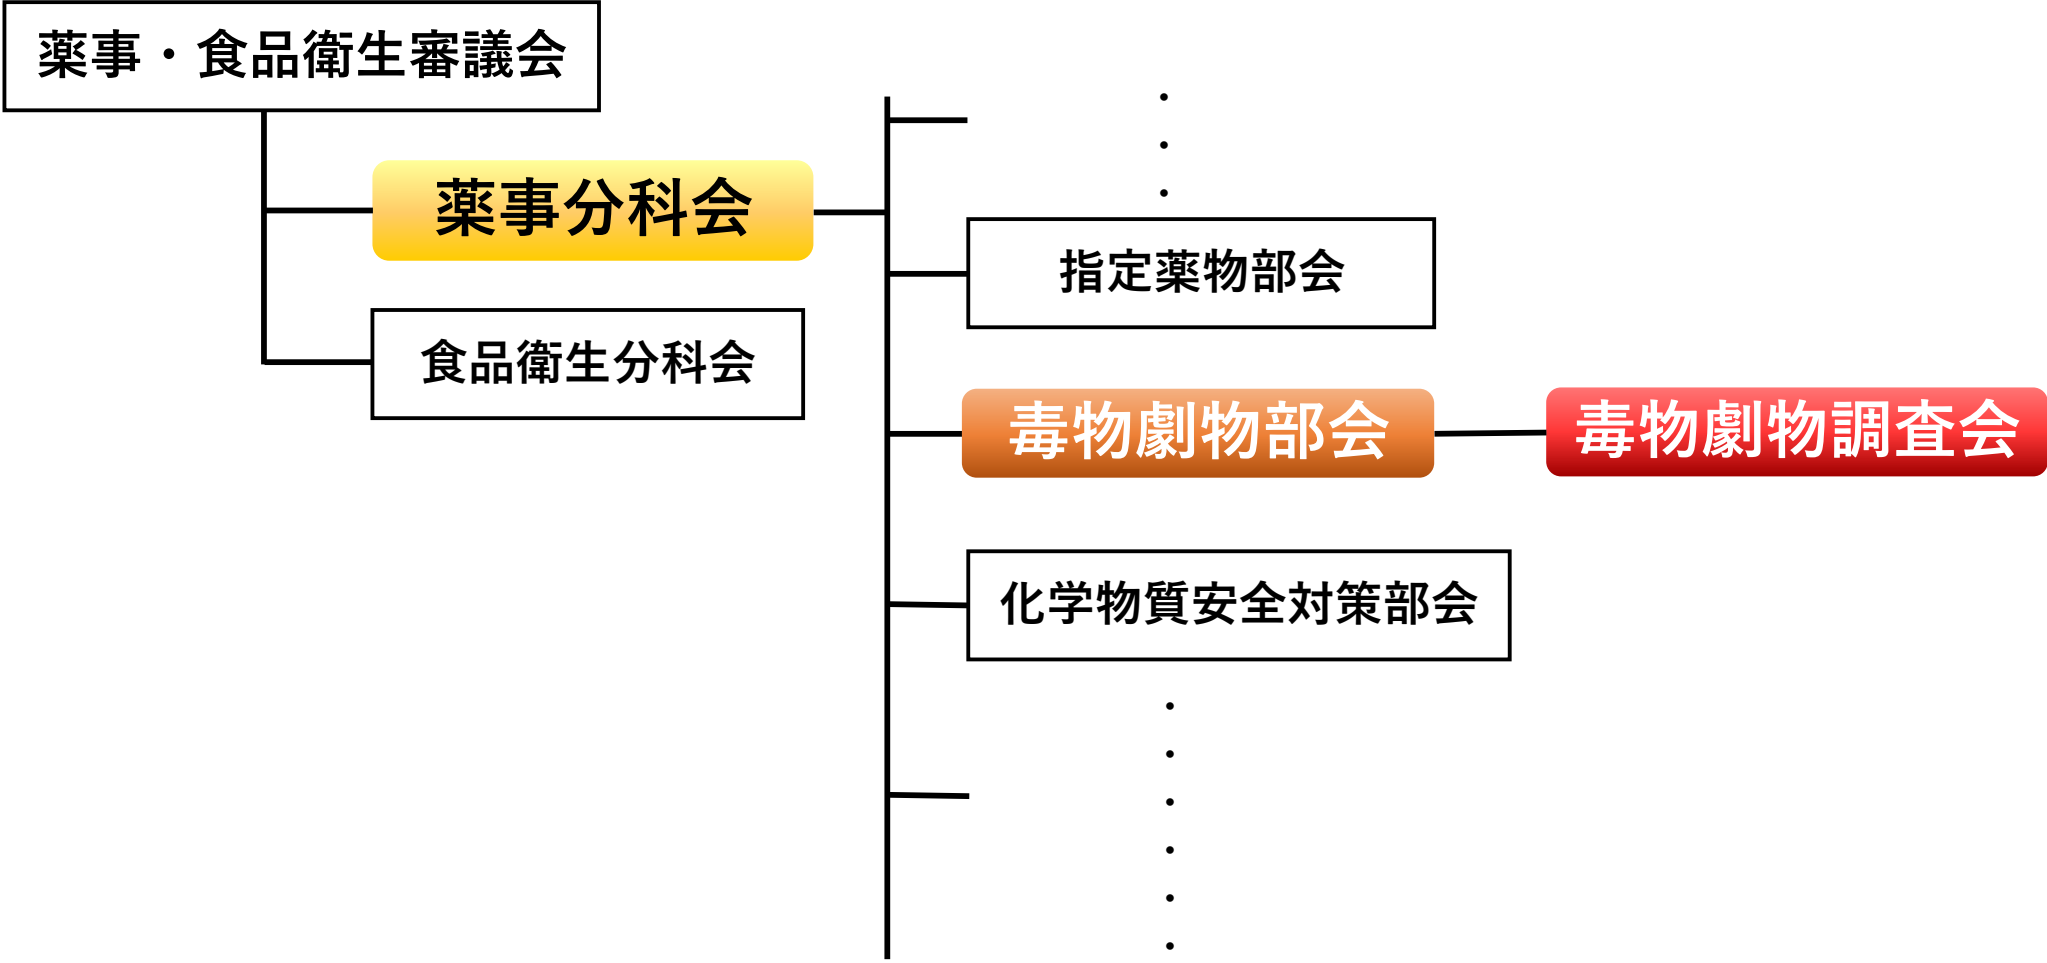 薬事・食品衛生審議会
薬事分科会
食品衛生分科会
・
・
・
指定薬物部会
毒物劇物部会
毒物劇物調査会
化学物質安全対策部会
・
・
・
・
・
・